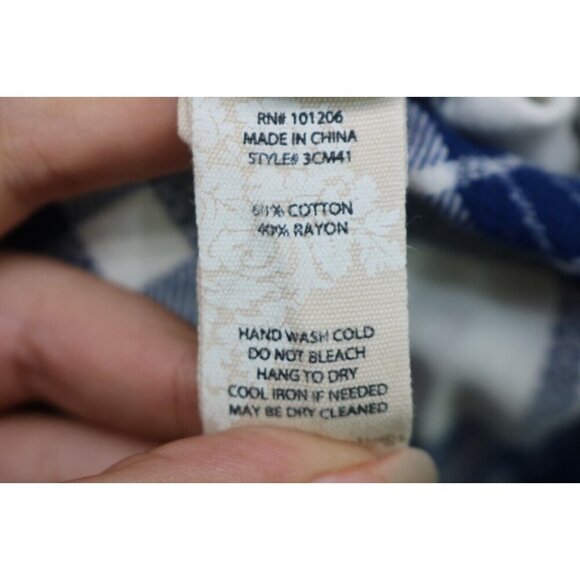 RN# 101206
MADE IN CHINA
STYLE# 3CM41
60% COTTON
40% RAYON
HAND WASH COLD
DO NOT BLEACH
HANG TO DRY
COOL IRON IF NEEDED
MAY BE DRY CLEANED